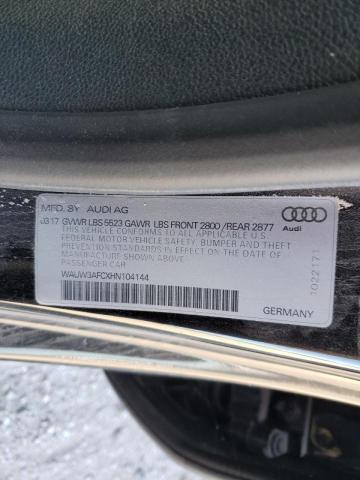 MFD. BY AUDI AG
03.17 GVWR LBS 5523 GAWR LBS FRONT 2800 /REAR 2877
THIS VEHICLE CONFORMS TO ALL APPLICABLE U.S.
FEDERAL MOTOR VEHICLE SAFETY, BUMPER AND THEFT
PREVENTION STANDARDS IN EFFECT ON THE DATE OF
MANUFACTURE SHOWN ABOVE.
PASSENGER CAR
WAUW3AFCXHN104144
Audi
1022171
GERMANY